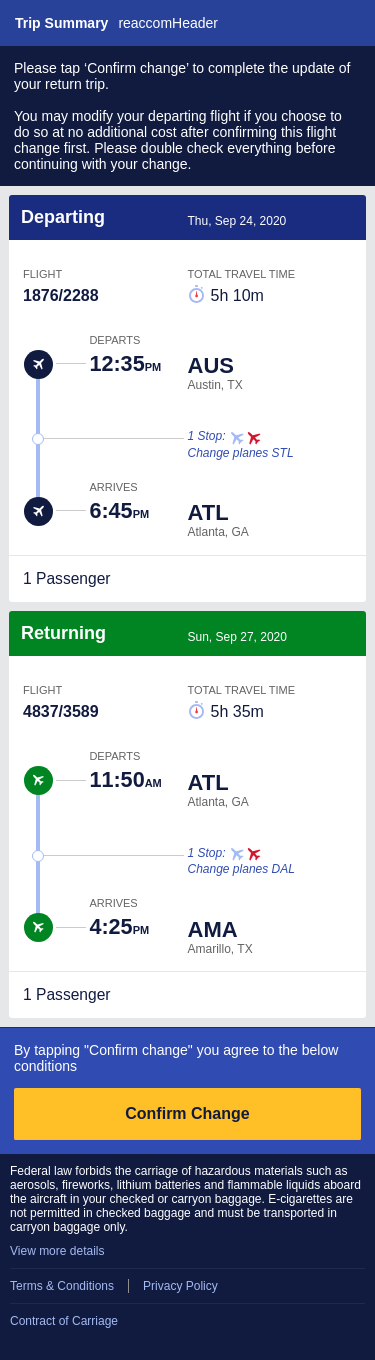 Trip Summary reaccomHeader
Please tap ‘Confirm change’ to complete the update of
your return trip.
You may modify your departing flight if you choose to
do so at no additional cost after confirming this flight
change first. Please double check everything before
continuing with your change.
Departing Thu, Sep 24, 2020
FLIGHT TOTAL TRAVEL TIME
1876/2288 5h 10m
DEPARTS
12:35PM AUS
Austin, TX
1 Stop:
Change planes STL
ARRIVES
6:45PM ATL
Atlanta, GA
1 Passenger
Returning Sun, Sep 27, 2020
FLIGHT TOTAL TRAVEL TIME
4837/3589 5h 35m
DEPARTS
11:50AM ATL
Atlanta, GA
1 Stop:
Change planes DAL
ARRIVES
4:25PM AMA
Amarillo, TX
1 Passenger
By tapping "Confirm change" you agree to the below
conditions
Confirm Change
Federal law forbids the carriage of hazardous materials such as
aerosols, fireworks, lithium batteries and flammable liquids aboard
the aircraft in your checked or carryon baggage. E-cigarettes are
not permitted in checked baggage and must be transported in
carryon baggage only.
View more details
Terms & Conditions Privacy Policy
Contract of Carriage